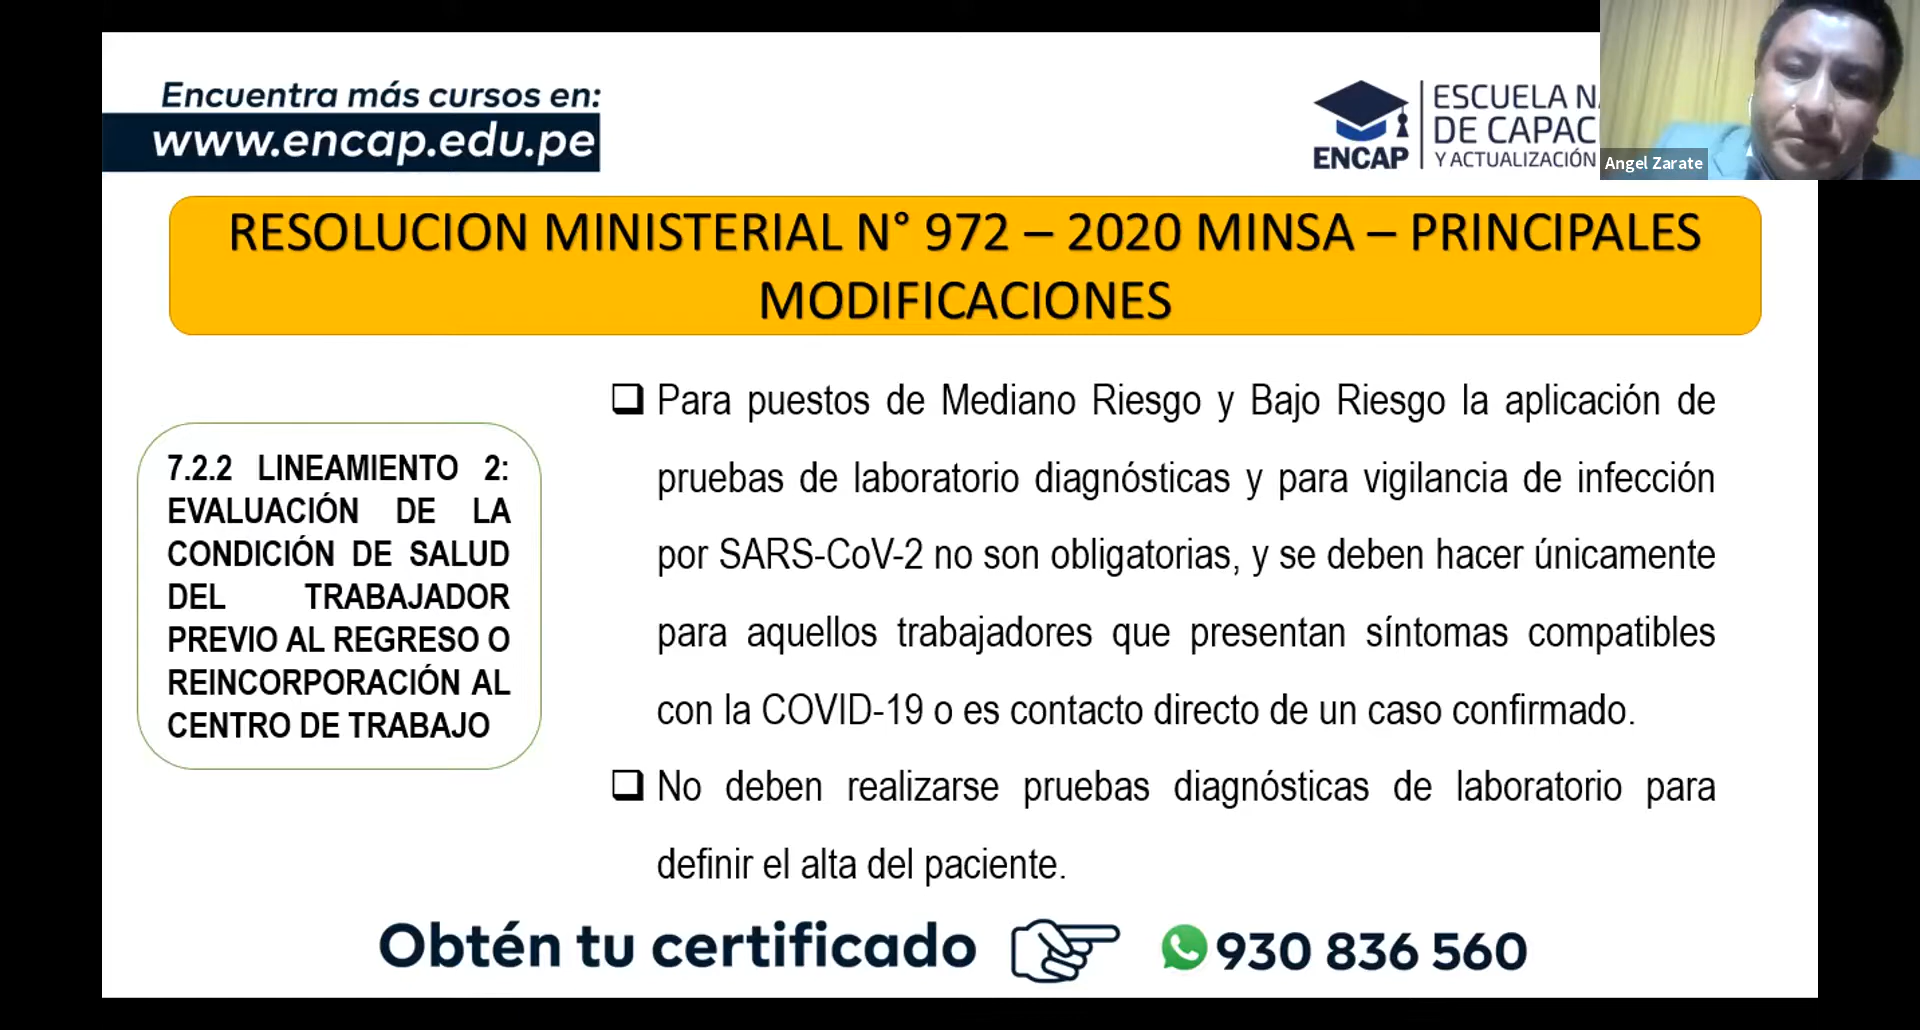 Encuentra más cursos en:
www.encap.edu.pe
ENCAP
ESCUELA
DE
Y ACTUALIZACIÓN
Angel Zarate
RESOLUCION MINISTERIAL N° 972 – 2020 MINSA – PRINCIPALES
MODIFICACIONES
7.2.2 LINEAMIENTO 2:
EVALUACIÓN DE LA
CONDICIÓN DE SALUD
DEL TRABAJADOR
PREVIO AL REGRESO O
REINCORPORACIÓN AL
CENTRO DE TRABAJO
Para puestos de Mediano Riesgo y Bajo Riesgo la aplicación de
pruebas de laboratorio diagnósticas y para vigilancia de infección
por SARS-CoV-2 no son obligatorias, y se deben hacer únicamente
para aquellos trabajadores que presentan síntomas compatibles
con la COVID-19 o es contacto directo de un caso confirmado.
No deben realizarse pruebas diagnósticas de laboratorio para
definir el alta del paciente.
Obtén tu certificado
930 836 560